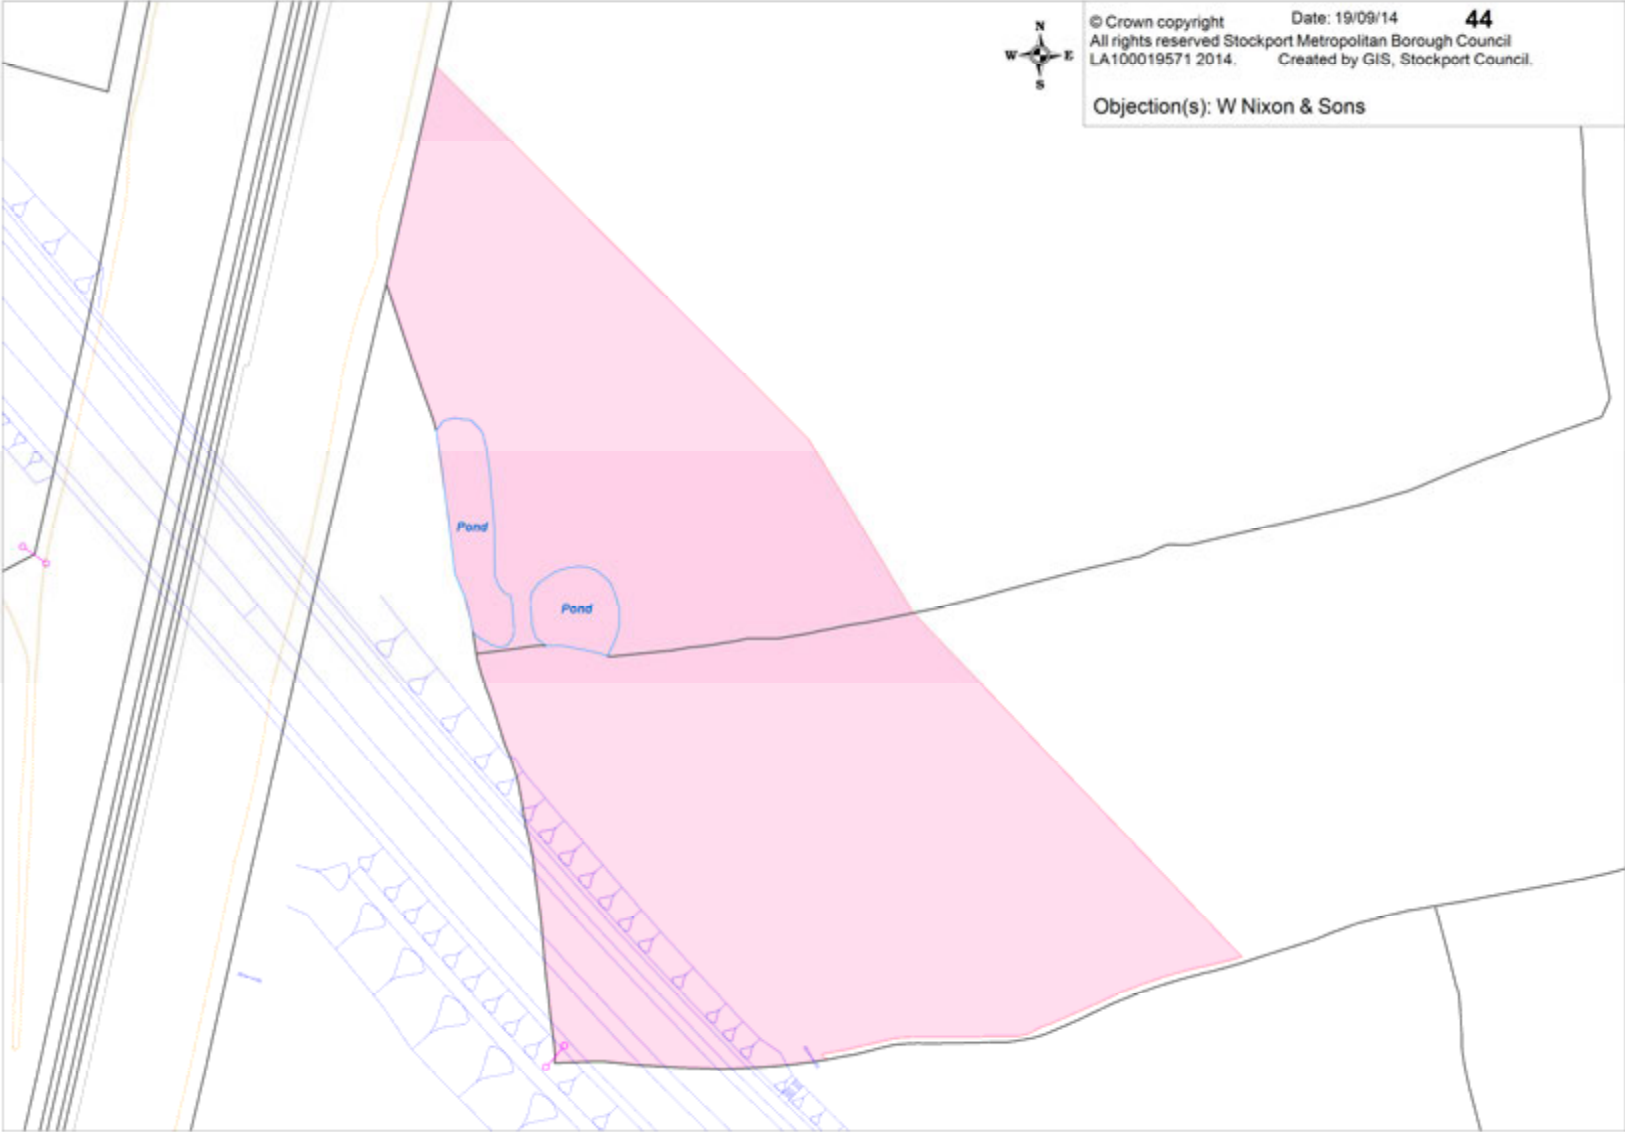 N
W E
S
© Crown copyright Date: 19/09/14 44
All rights reserved Stockport Metropolitan Borough Council
LA100019571 2014. Created by GIS, Stockport Council.
Objection(s): W Nixon & Sons
Pond
Pond